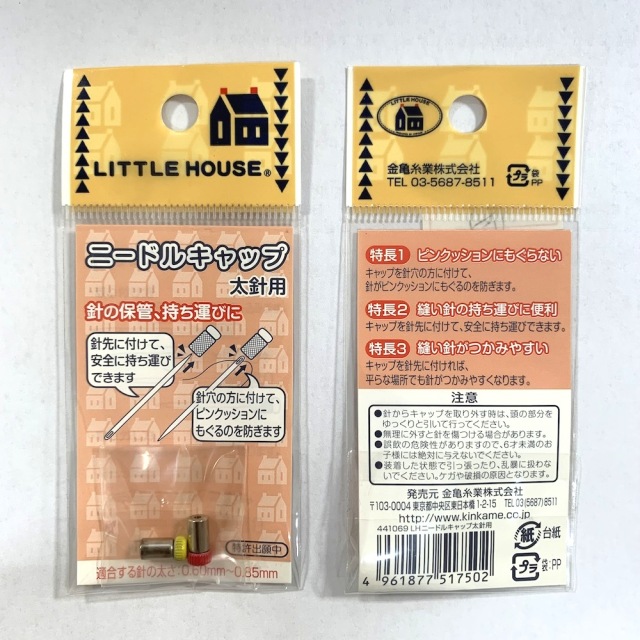 LITTLE HOUSE®
ニードルキャップ
太針用
針の保管、持ち運びに
針先に付けて、
安全に持ち運び
できます
針穴の方に付けて、
ピンクッションに
もぐるのを防ぎます
特許出願中
適合する針の太さ:0.60mm~0.85mm
LITTLE HOUSE
金亀糸業株式会社
TEL 03-5687-8511
プラ
袋
PP
特長1 ピンクッションにもぐらない
キャップを針穴の方に付けて、
針がピンクッションにもぐるのを防ぎます。
特長2 縫い針の持ち運びに便利
キャップを針先に付けて、安全に持ち運びできます。
特長3 縫い針がつかみやすい
キャップを針先に付ければ、
平らな場所でも針がつかみやすくなります。
注意
●針からキャップを取り外す時は、頭の部分を
ゆっくりと引いて行ってください。
●無理に外すと針を傷つける場合があります。
●誤飲の危険性がありますので、6才未満のお
子様には絶対に与えないでください。
●装着した状態で引っ張ったり、乱暴に扱わな
いでください。ケガや破損の原因となります。
発売元 金亀糸業株式会社
〒103-0004 東京都中央区東日本橋1-2-15 TEL 03(5687)8511
http://www.kinkame.co.jp
441069 LHニードルキャップ太針用
4 961877 517502
紙 台紙
プラ 袋:PP